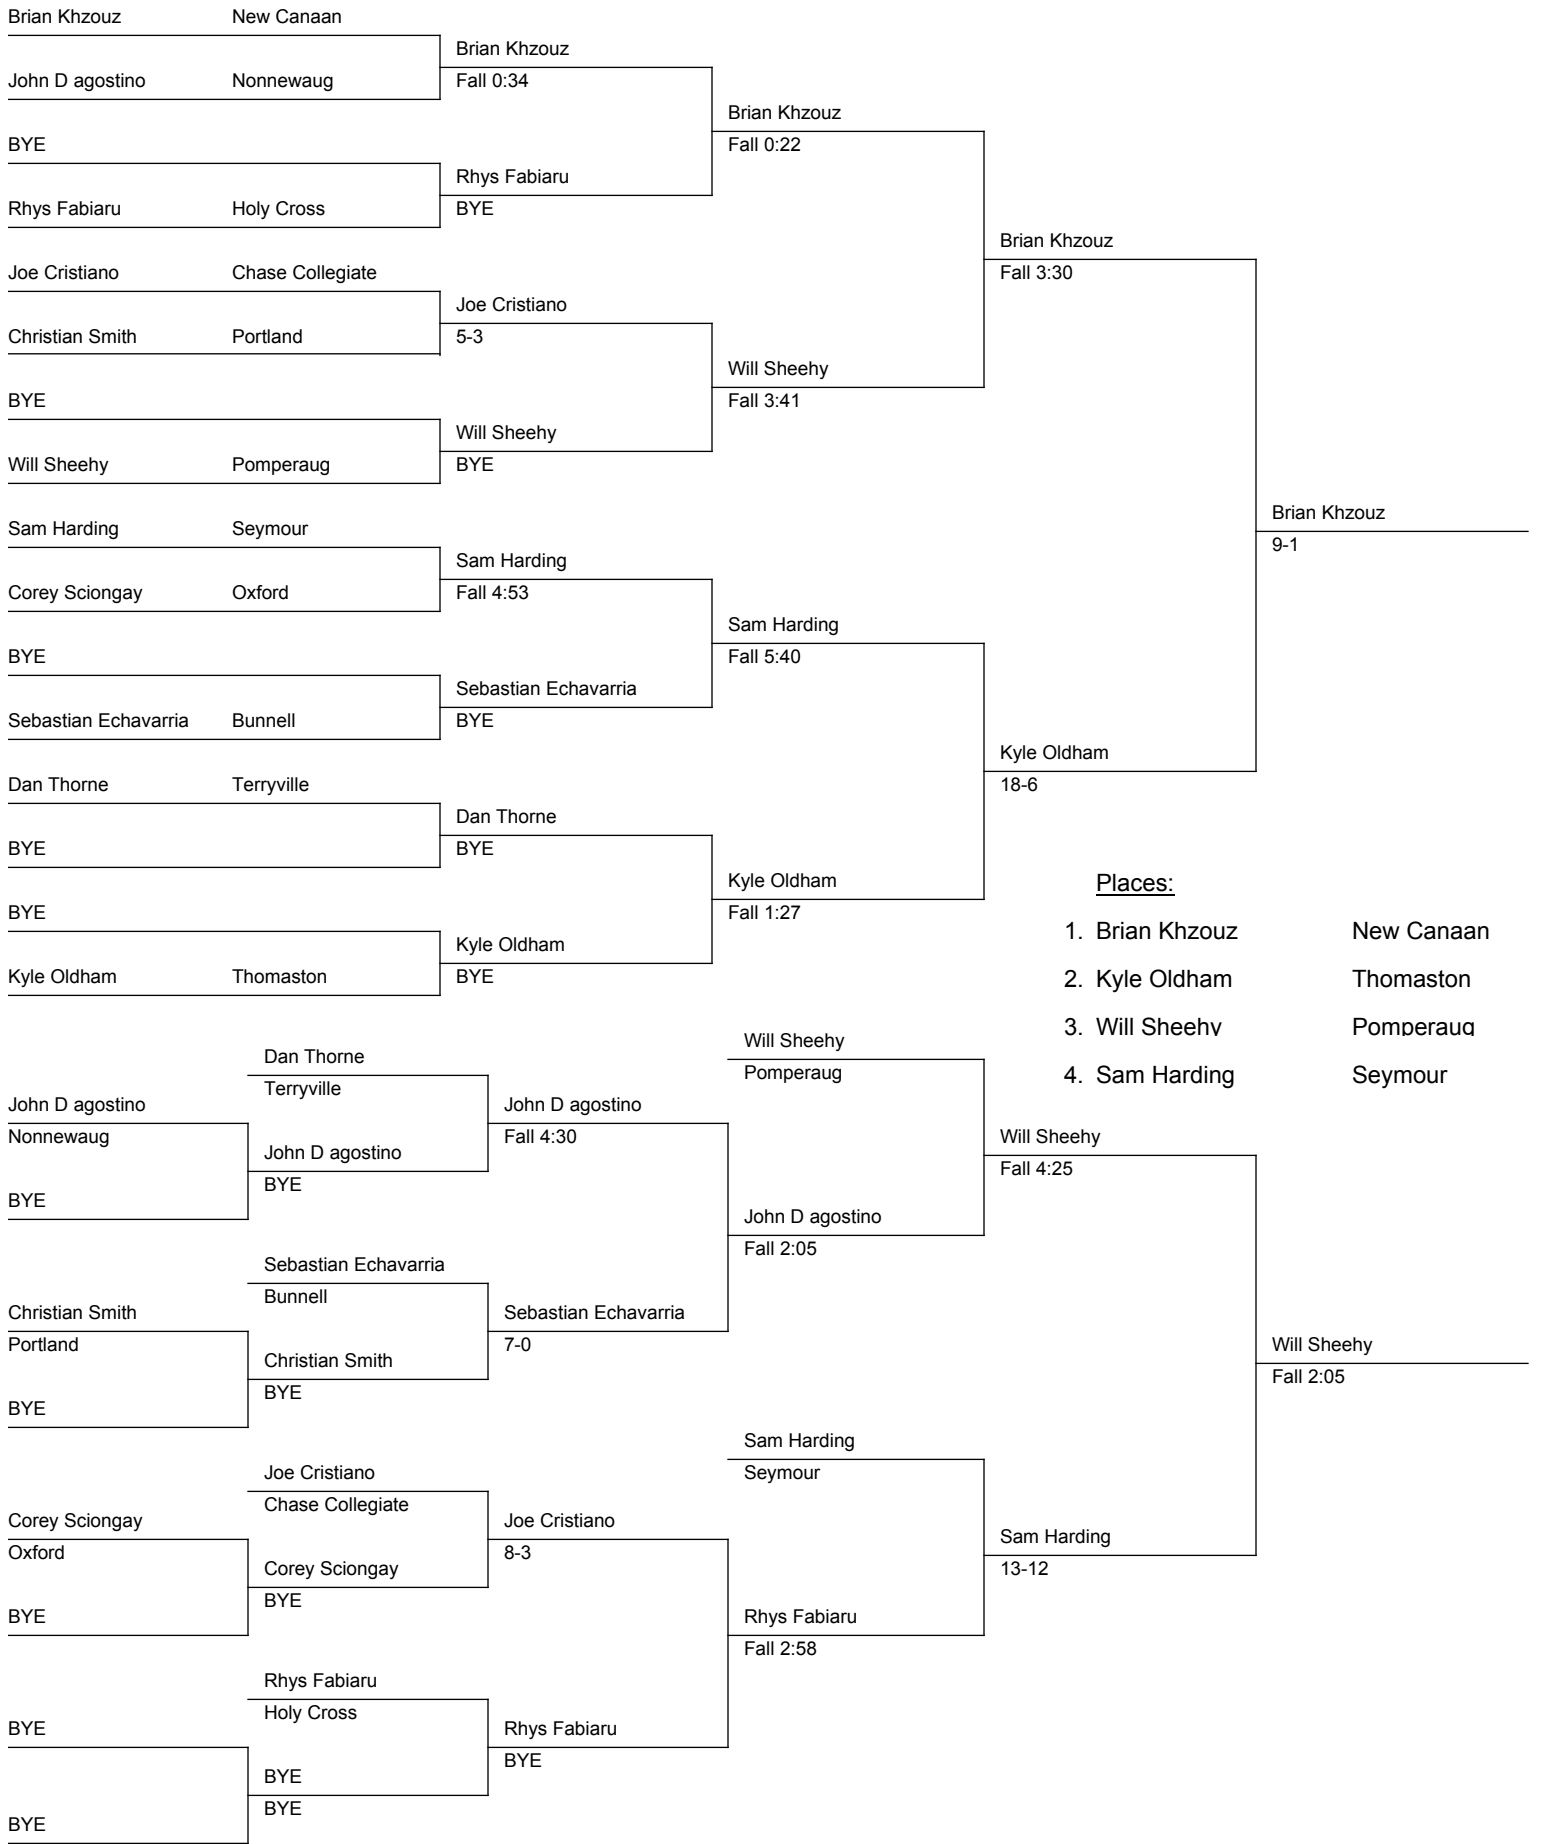 Brian Khzouz New Canaan
Brian Khzouz
John D agostino Nonnewaug Fall 0:34
Brian Khzouz
BYE Fall 0:22
Rhys Fabiaru
Rhys Fabiaru Holy Cross BYE
Brian Khzouz
Joe Cristiano Chase Collegiate Fall 3:30
Joe Cristiano
Christian Smith Portland 5-3
Will Sheehy
BYE Fall 3:41
Will Sheehy
Will Sheehy Pomperaug BYE
Brian Khzouz
Sam Harding Seymour
9-1
Sam Harding
Corey Sciongay Oxford Fall 4:53
Sam Harding
BYE Fall 5:40
Sebastian Echavarria
Sebastian Echavarria Bunnell BYE
Kyle Oldham
Dan Thorne Terryville 18-6
Dan Thorne
BYE BYE
Kyle Oldham Places:
BYE Fall 1:27
1. Brian Khzouz New Canaan
Kyle Oldham
Kyle Oldham Thomaston BYE
2. Kyle Oldham Thomaston
3. Will Sheehy Pomperaug
Will Sheehy
Dan Thorne
Pomperaug
4. Sam Harding Seymour
Terryville
John D agostino John D agostino
Nonnewaug Fall 4:30 Will Sheehy
John D agostino
Fall 4:25
BYE
BYE
John D agostino
Fall 2:05
Sebastian Echavarria
Bunnell
Christian Smith Sebastian Echavarria
Portland 7-0 Will Sheehy
Christian Smith
Fall 2:05
BYE
BYE
Sam Harding
Joe Cristiano Seymour
Chase Collegiate
Corey Sciongay Joe Cristiano
Sam Harding
Oxford 8-3
Corey Sciongay 13-12
BYE
BYE Rhys Fabiaru
Fall 2:58
Rhys Fabiaru
Holy Cross
BYE Rhys Fabiaru
BYE
BYE
BYE
BYE